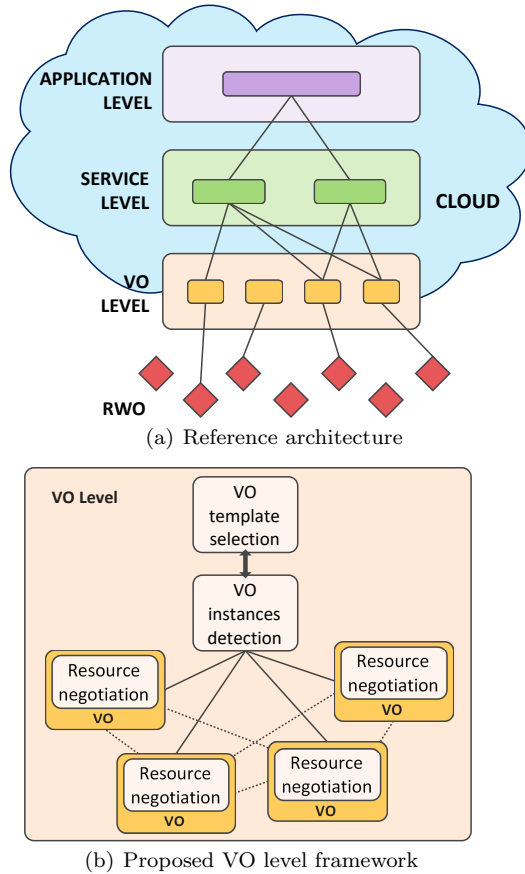 APPLICATION
LEVEL
SERVICE
LEVEL
CLOUD
VO
LEVEL
RWO
(a) Reference architecture
VO Level
VO
template
selection
VO
instances
detection
Resource
negotiation
VO
Resource
negotiation
VO
Resource
negotiation
VO
Resource
negotiation
VO
(b) Proposed VO level framework